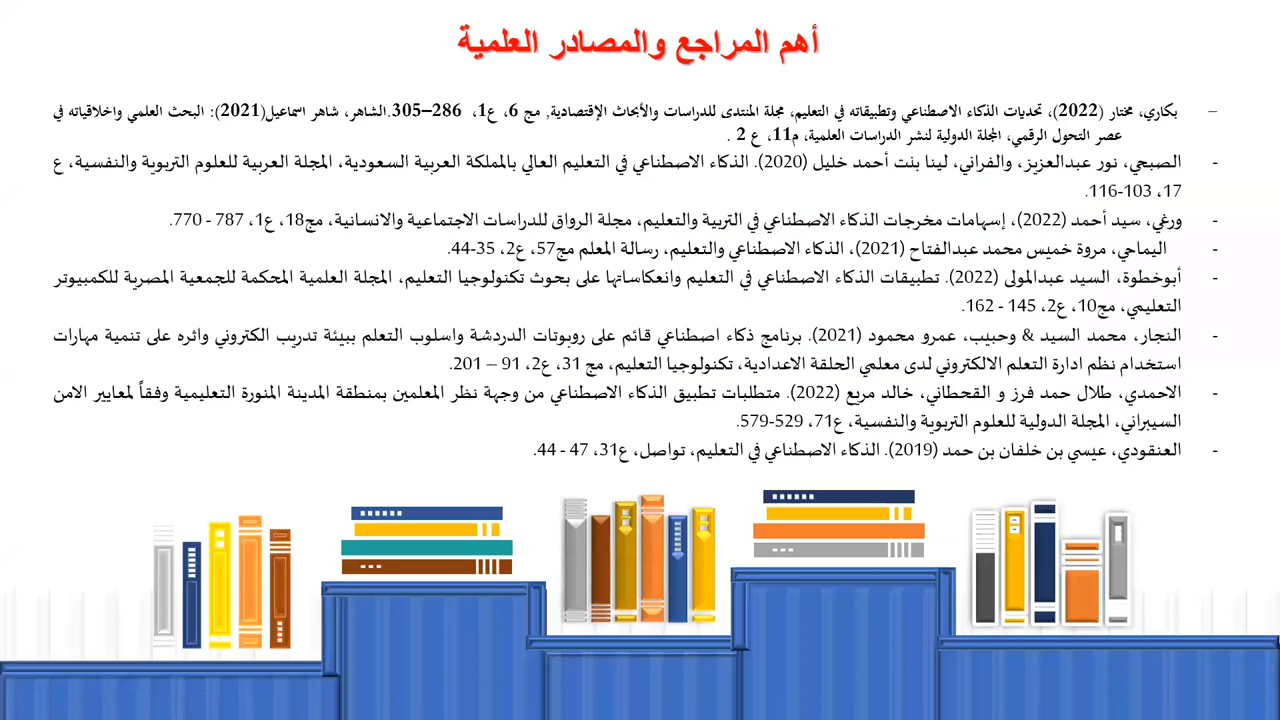 أهم المراجع والمصادر العلمية
– بكاري، مختار (2022)، تحديات الذكاء الاصطناعي وتطبيقاته في التعليم، مجلة المنتدى للدراسات والأبحاث الإقتصادية, مج 6، ع1، 286–305.الشاهر، شاهر اسماعيل(2021): البحث العلمي واخلاقياته في
عصر التحول الرقمي، المجلة الدولية لنشر الدراسات العلمية، م11، ع 2 .
- الصبحي، نور عبدالعزيز، والفراني، لينا بنت أحمد خليل (2020). الذكاء الاصطناعي في التعليم العالي بالمملكة العربية السعودية، المجلة العربية للعلوم التربوية والنفسية، ع
17، 103-116.
- ورغي، سيد أحمد (2022)، إسهامات مخرجات الذكاء الاصطناعي في التربية والتعليم، مجلة الرواق للدراسات الاجتماعية والانسانية، مج18، ع1، 787 - 770.
- اليماحي، مروة خميس محمد عبدالفتاح (2021)، الذكاء الاصطناعي والتعليم، رسالة المعلم مج57، ع2، 35-44.
- أبوخطوة، السيد عبدالمولى (2022). تطبيقات الذكاء الاصطناعي في التعليم وانعكاساتها على بحوث تكنولوجيا التعليم، المجلة العلمية المحكمة للجمعية المصرية للكمبيوتر
التعليمي، مج10، ع2، 145 - 162.
- النجار، محمد السيد & وحبيب، عمرو محمود (2021). برنامج ذكاء اصطناعي قائم على روبوتات الدردشة واسلوب التعلم ببيئة تدريب الكتروني واثره على تنمية مهارات
استخدام نظم ادارة التعلم الالكتروني لدى معلمي الحلقة الاعدادية، تكنولوجيا التعليم، مج 31، ع2، 91 – 201.
- الاحمدي، طلال حمد فرز و القحطاني، خالد مريع (2022). متطلبات تطبيق الذكاء الاصطناعي من وجهة نظر المعلمين بمنطقة المدينة المنورة التعليمية وفقاً لمعايير الامن
السيبراني، المجلة الدولية للعلوم التربوية والنفسية، ع71، 529-579.
- العنقودي، عيسي بن خلفان بن حمد (2019). الذكاء الاصطناعي في التعليم، تواصل، ع31، 47 - 44.